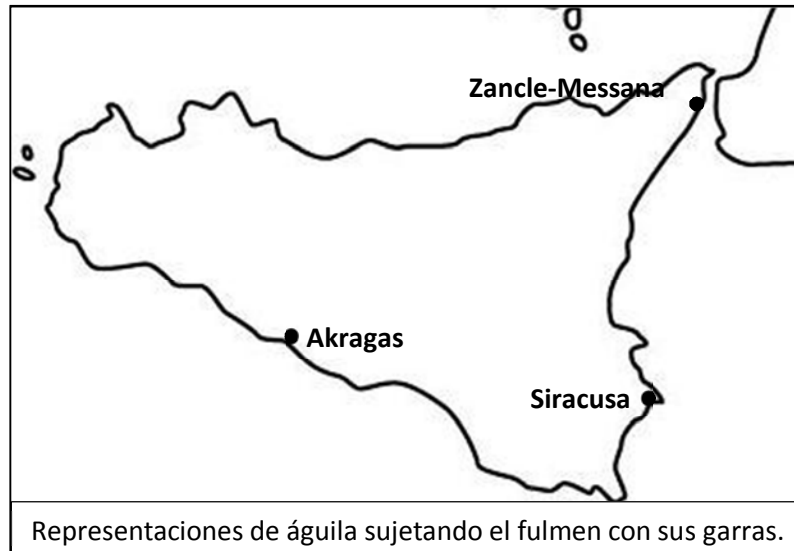 Zancle-Messana
Akragas
Siracusa
Representaciones de águila sujetando el fulmen con sus garras.